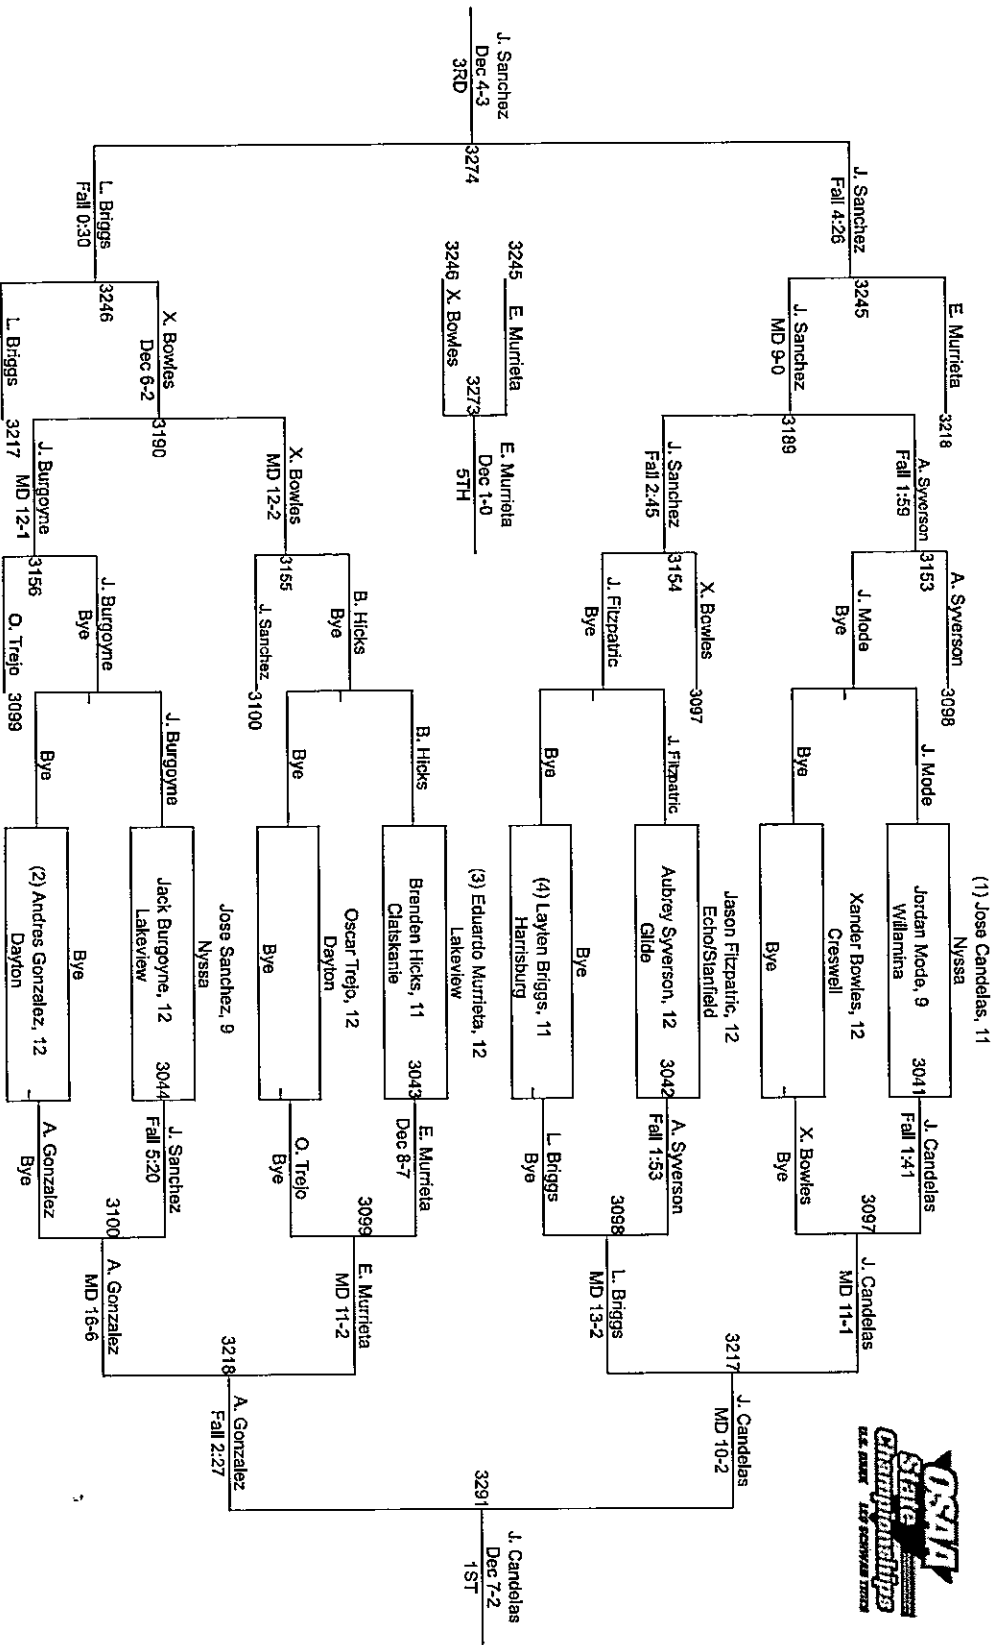 OSAA
State
Championships
U.S. BANK LES SCHWAB TIRES
(1) Jose Candelas, 11
Nyssa
Jordan Mode, 9
Willamina
3041
J. Candelas
Fall 1:41
Xander Bowles, 12
Creswell
Bye
X. Bowles
Bye
3097
J. Candelas
MD 11-1
Jason Fitzpatric, 12
Echo/Stanfield
Aubrey Syverson, 12
Glide
3042
A. Syverson
Fall 1:53
Bye
(4) Layten Briggs, 11
Harrisburg
L. Briggs
Bye
3098
L. Briggs
MD 13-2
3217
J. Candelas
MD 10-2
(3) Eduardo Murrieta, 12
Lakeview
Brenden Hicks, 11
Clatskanie
3043
E. Murrieta
Dec 8-7
Oscar Trejo, 12
Dayton
Bye
O. Trejo
Bye
3099
E. Murrieta
MD 11-2
Jose Sanchez, 9
Nyssa
Jack Burgoyne, 12
Lakeview
3044
J. Sanchez
Fall 5:20
Bye
(2) Andres Gonzalez, 12
Dayton
A. Gonzalez
Bye
3100
A. Gonzalez
MD 16-6
3218
A. Gonzalez
Fall 2:27
3291
J. Candelas
Dec 7-2
1ST
J. Mode
Bye
J. Mode
Bye
A. Syverson
3098
3153
A. Syverson
Fall 1:59
J. Fitzpatric
Bye
J. Fitzpatric
Bye
X. Bowles
3097
3154
J. Sanchez
Fall 2:45
3189
J. Sanchez
MD 9-0
E. Murrieta
3218
3245
J. Sanchez
Fall 4:26
B. Hicks
Bye
B. Hicks
Bye
J. Sanchez
3100
3155
X. Bowles
MD 12-2
J. Burgoyne
Bye
J. Burgoyne
Bye
O. Trejo
3099
3156
J. Burgoyne
MD 12-1
3190
X. Bowles
Dec 6-2
L. Briggs
3217
3246
L. Briggs
Fall 0:30
3274
J. Sanchez
Dec 4-3
3RD
3245 E. Murrieta
3246 X. Bowles
3273
E. Murrieta
Dec 1-0
5TH